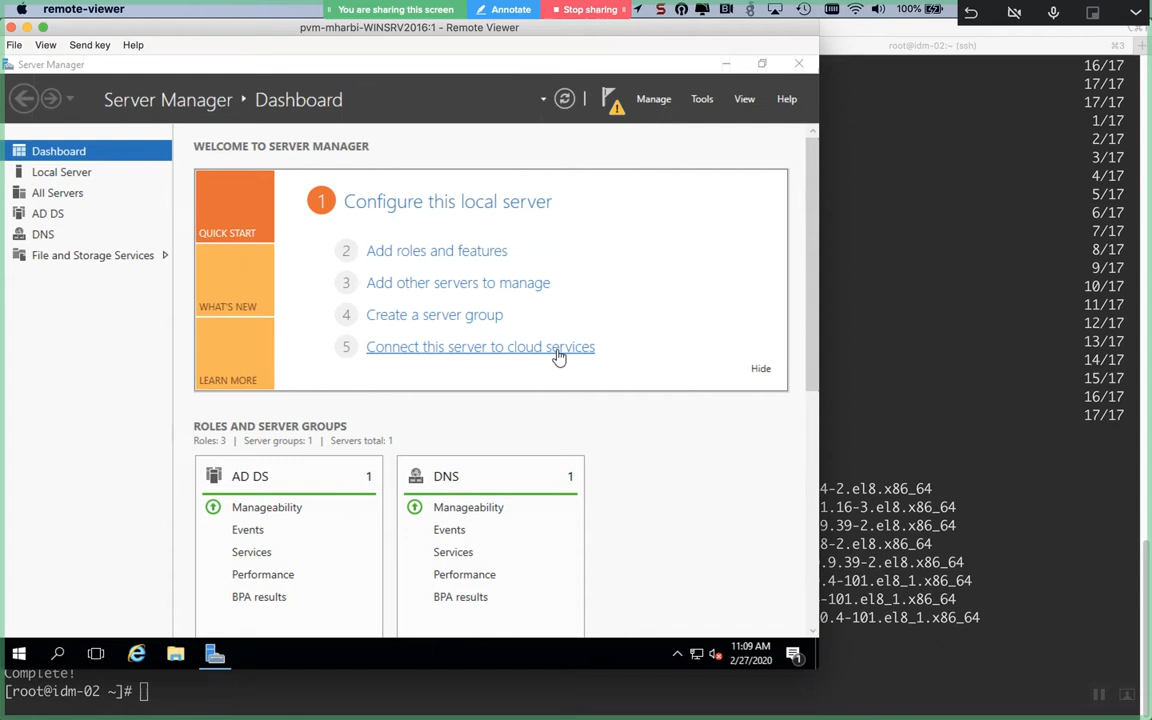 remote-viewer
You are sharing this screen
Annotate
Stop sharing
100%
pvm-mharbi-WINSRV2016:1 - Remote Viewer
File View Send key Help
root@idm-02:~ (ssh)
⌘3
Server Manager
Server Manager • Dashboard
Manage Tools View Help
Dashboard
Local Server
All Servers
AD DS
DNS
File and Storage Services
WELCOME TO SERVER MANAGER
QUICK START
WHAT'S NEW
LEARN MORE
1 Configure this local server
2 Add roles and features
3 Add other servers to manage
4 Create a server group
5 Connect this server to cloud services
Hide
ROLES AND SERVER GROUPS
Roles: 3 | Server groups: 1 | Servers total: 1
AD DS 1
Manageability
Events
Services
Performance
BPA results
DNS 1
Manageability
Events
Services
Performance
BPA results
11:09 AM
2/27/2020
1
16/17
17/17
17/17
1/17
2/17
3/17
4/17
5/17
6/17
7/17
8/17
9/17
10/17
11/17
12/17
13/17
14/17
15/17
16/17
17/17
4-2.el8.x86_64
1.16-3.el8.x86_64
9.39-2.el8.x86_64
8-2.el8.x86_64
.9.39-2.el8.x86_64
.4-101.el8_1.x86_64
-101.el8_1.x86_64
0.4-101.el8_1.x86_64
Complete!
[root@idm-02 ~]#